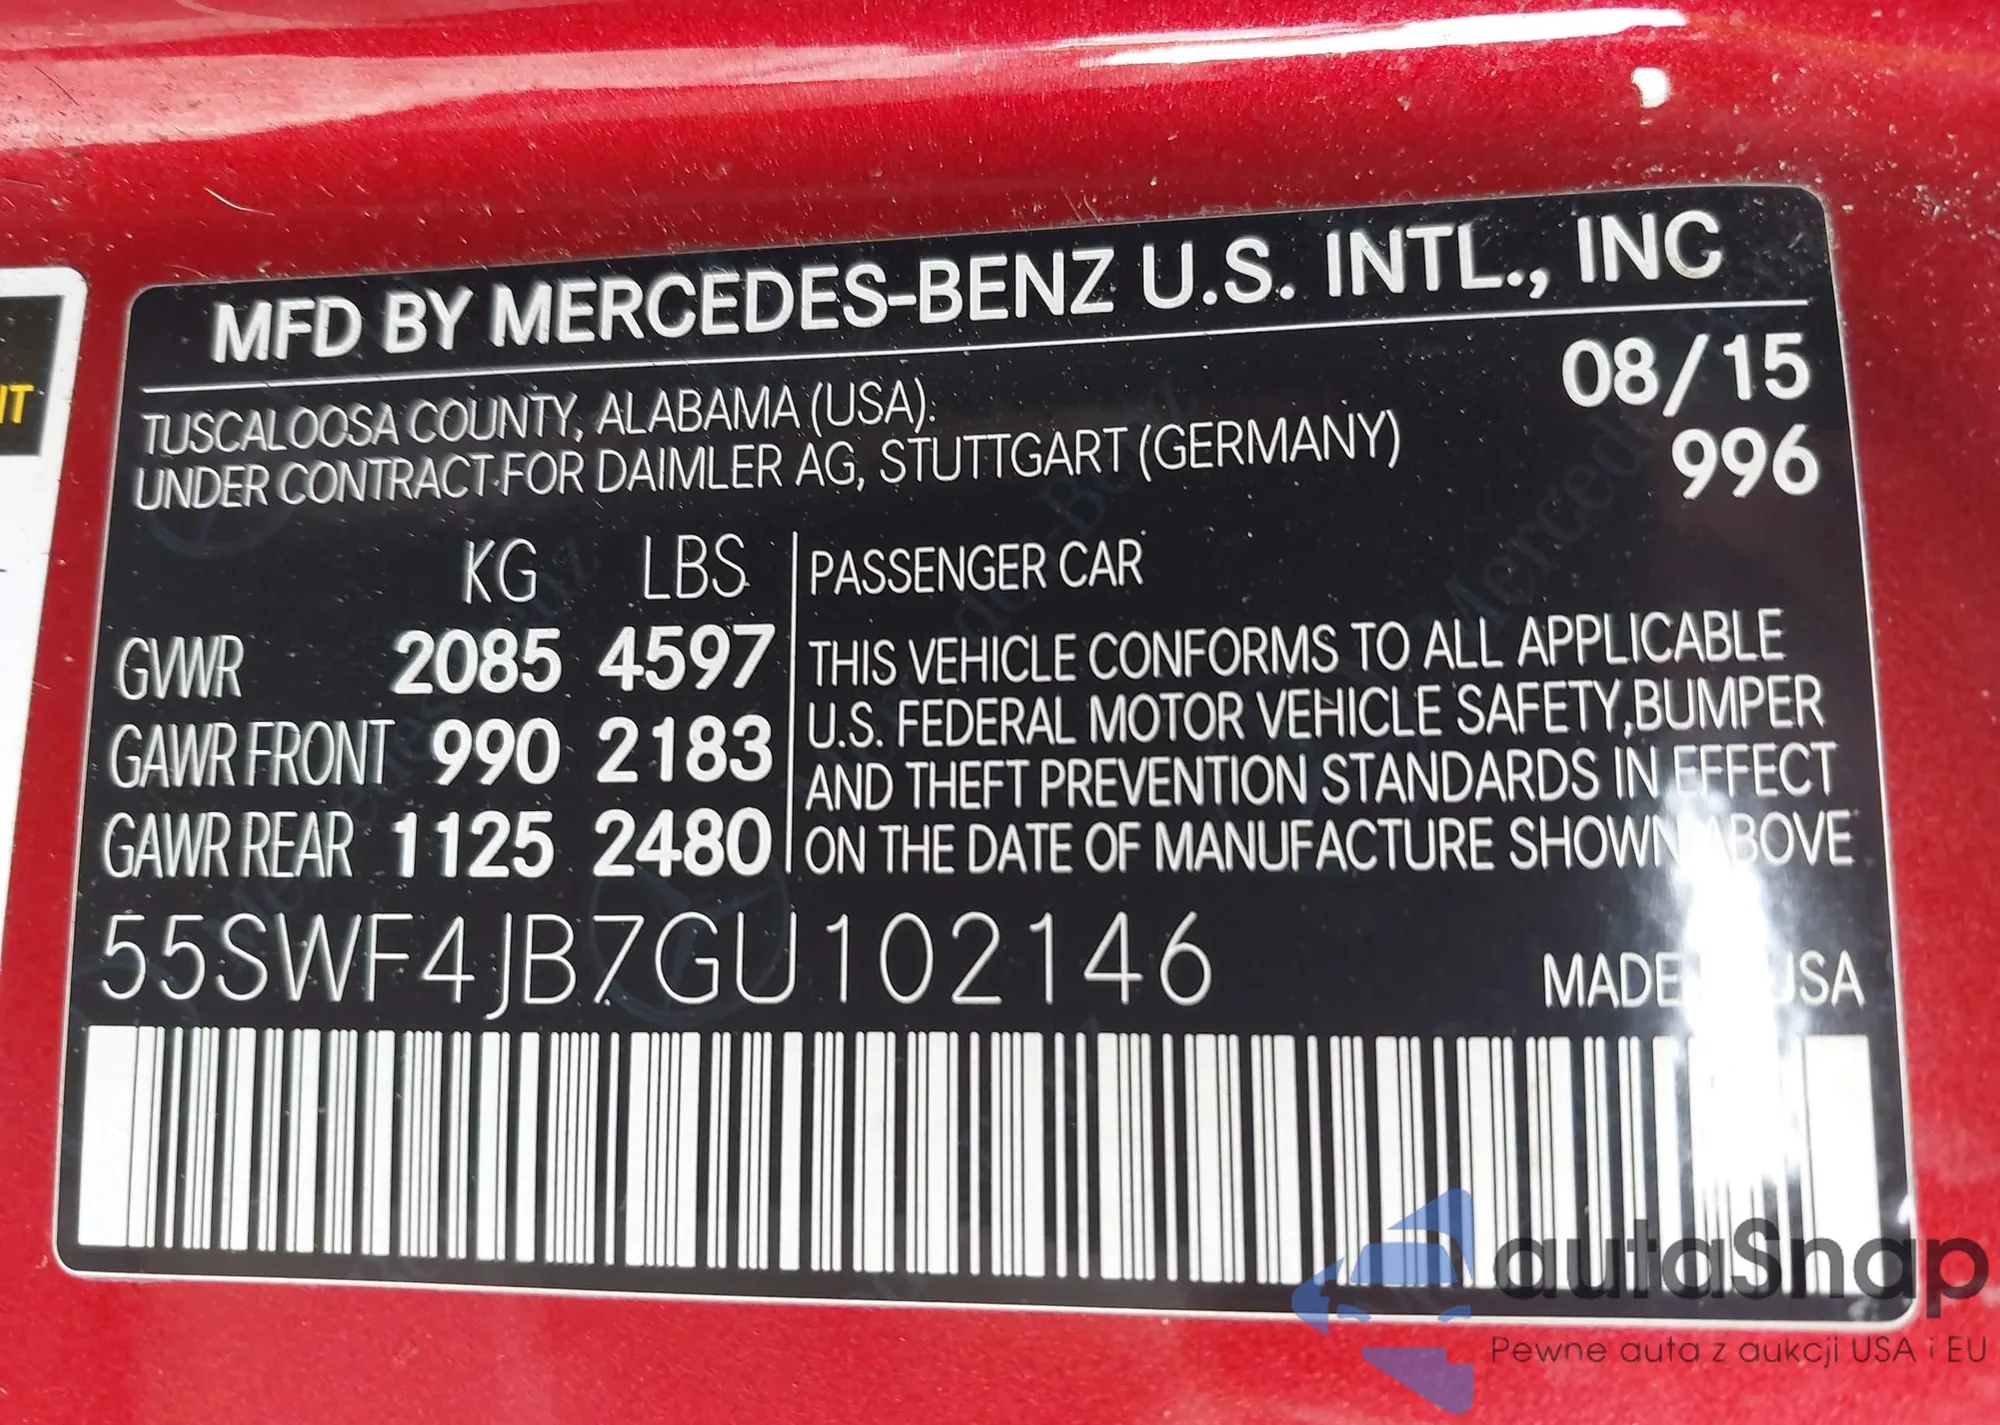 MFD BY MERCEDES-BENZ U.S. INTL., INC
08/15
TUSCALOOSA COUNTY, ALABAMA (USA).
UNDER CONTRACT FOR DAIMLER AG, STUTTGART (GERMANY)
996
KG LBS
GVWR 2085 4597
GAWR FRONT 990 2183
GAWR REAR 1125 2480
PASSENGER CAR
THIS VEHICLE CONFORMS TO ALL APPLICABLE
U.S. FEDERAL MOTOR VEHICLE SAFETY,BUMPER
AND THEFT PREVENTION STANDARDS IN EFFECT
ON THE DATE OF MANUFACTURE SHOWN ABOVE
55SWF4JB7GU102146
MADE USA
autaSnap
Pewne auta z aukcji USA i EU